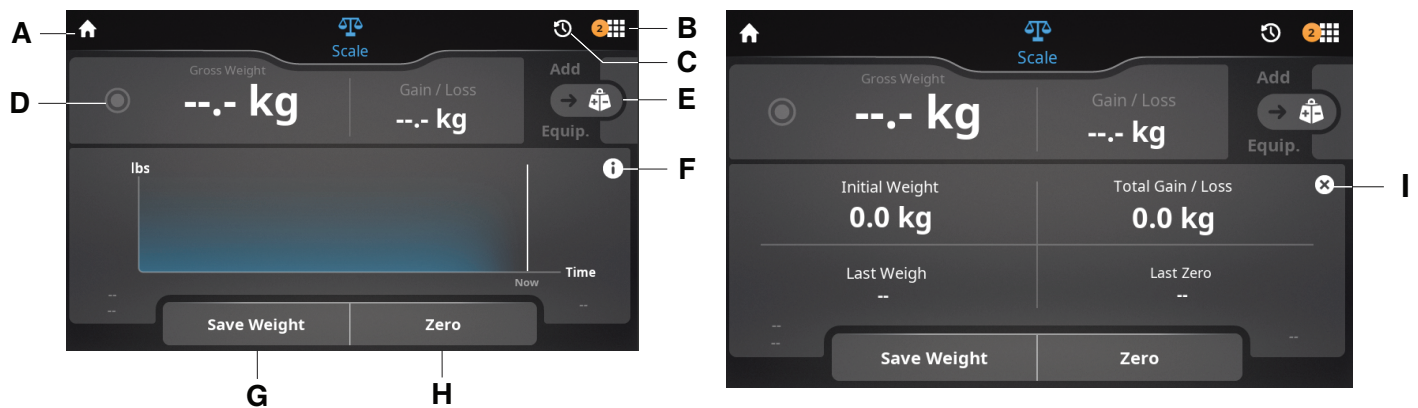 A
Scale
2
B
C
Gross Weight
--.- kg
Gain / Loss
--.- kg
Add
Equip.
D
E
F
lbs
Time
Now
--
--
--
Save Weight
Zero
G
H
Scale
2
Gross Weight
--.- kg
Gain / Loss
--.- kg
Add
Equip.
Initial Weight
0.0 kg
Total Gain / Loss
0.0 kg
I
Last Weigh
--
Last Zero
--
--
--
--
Save Weight
Zero